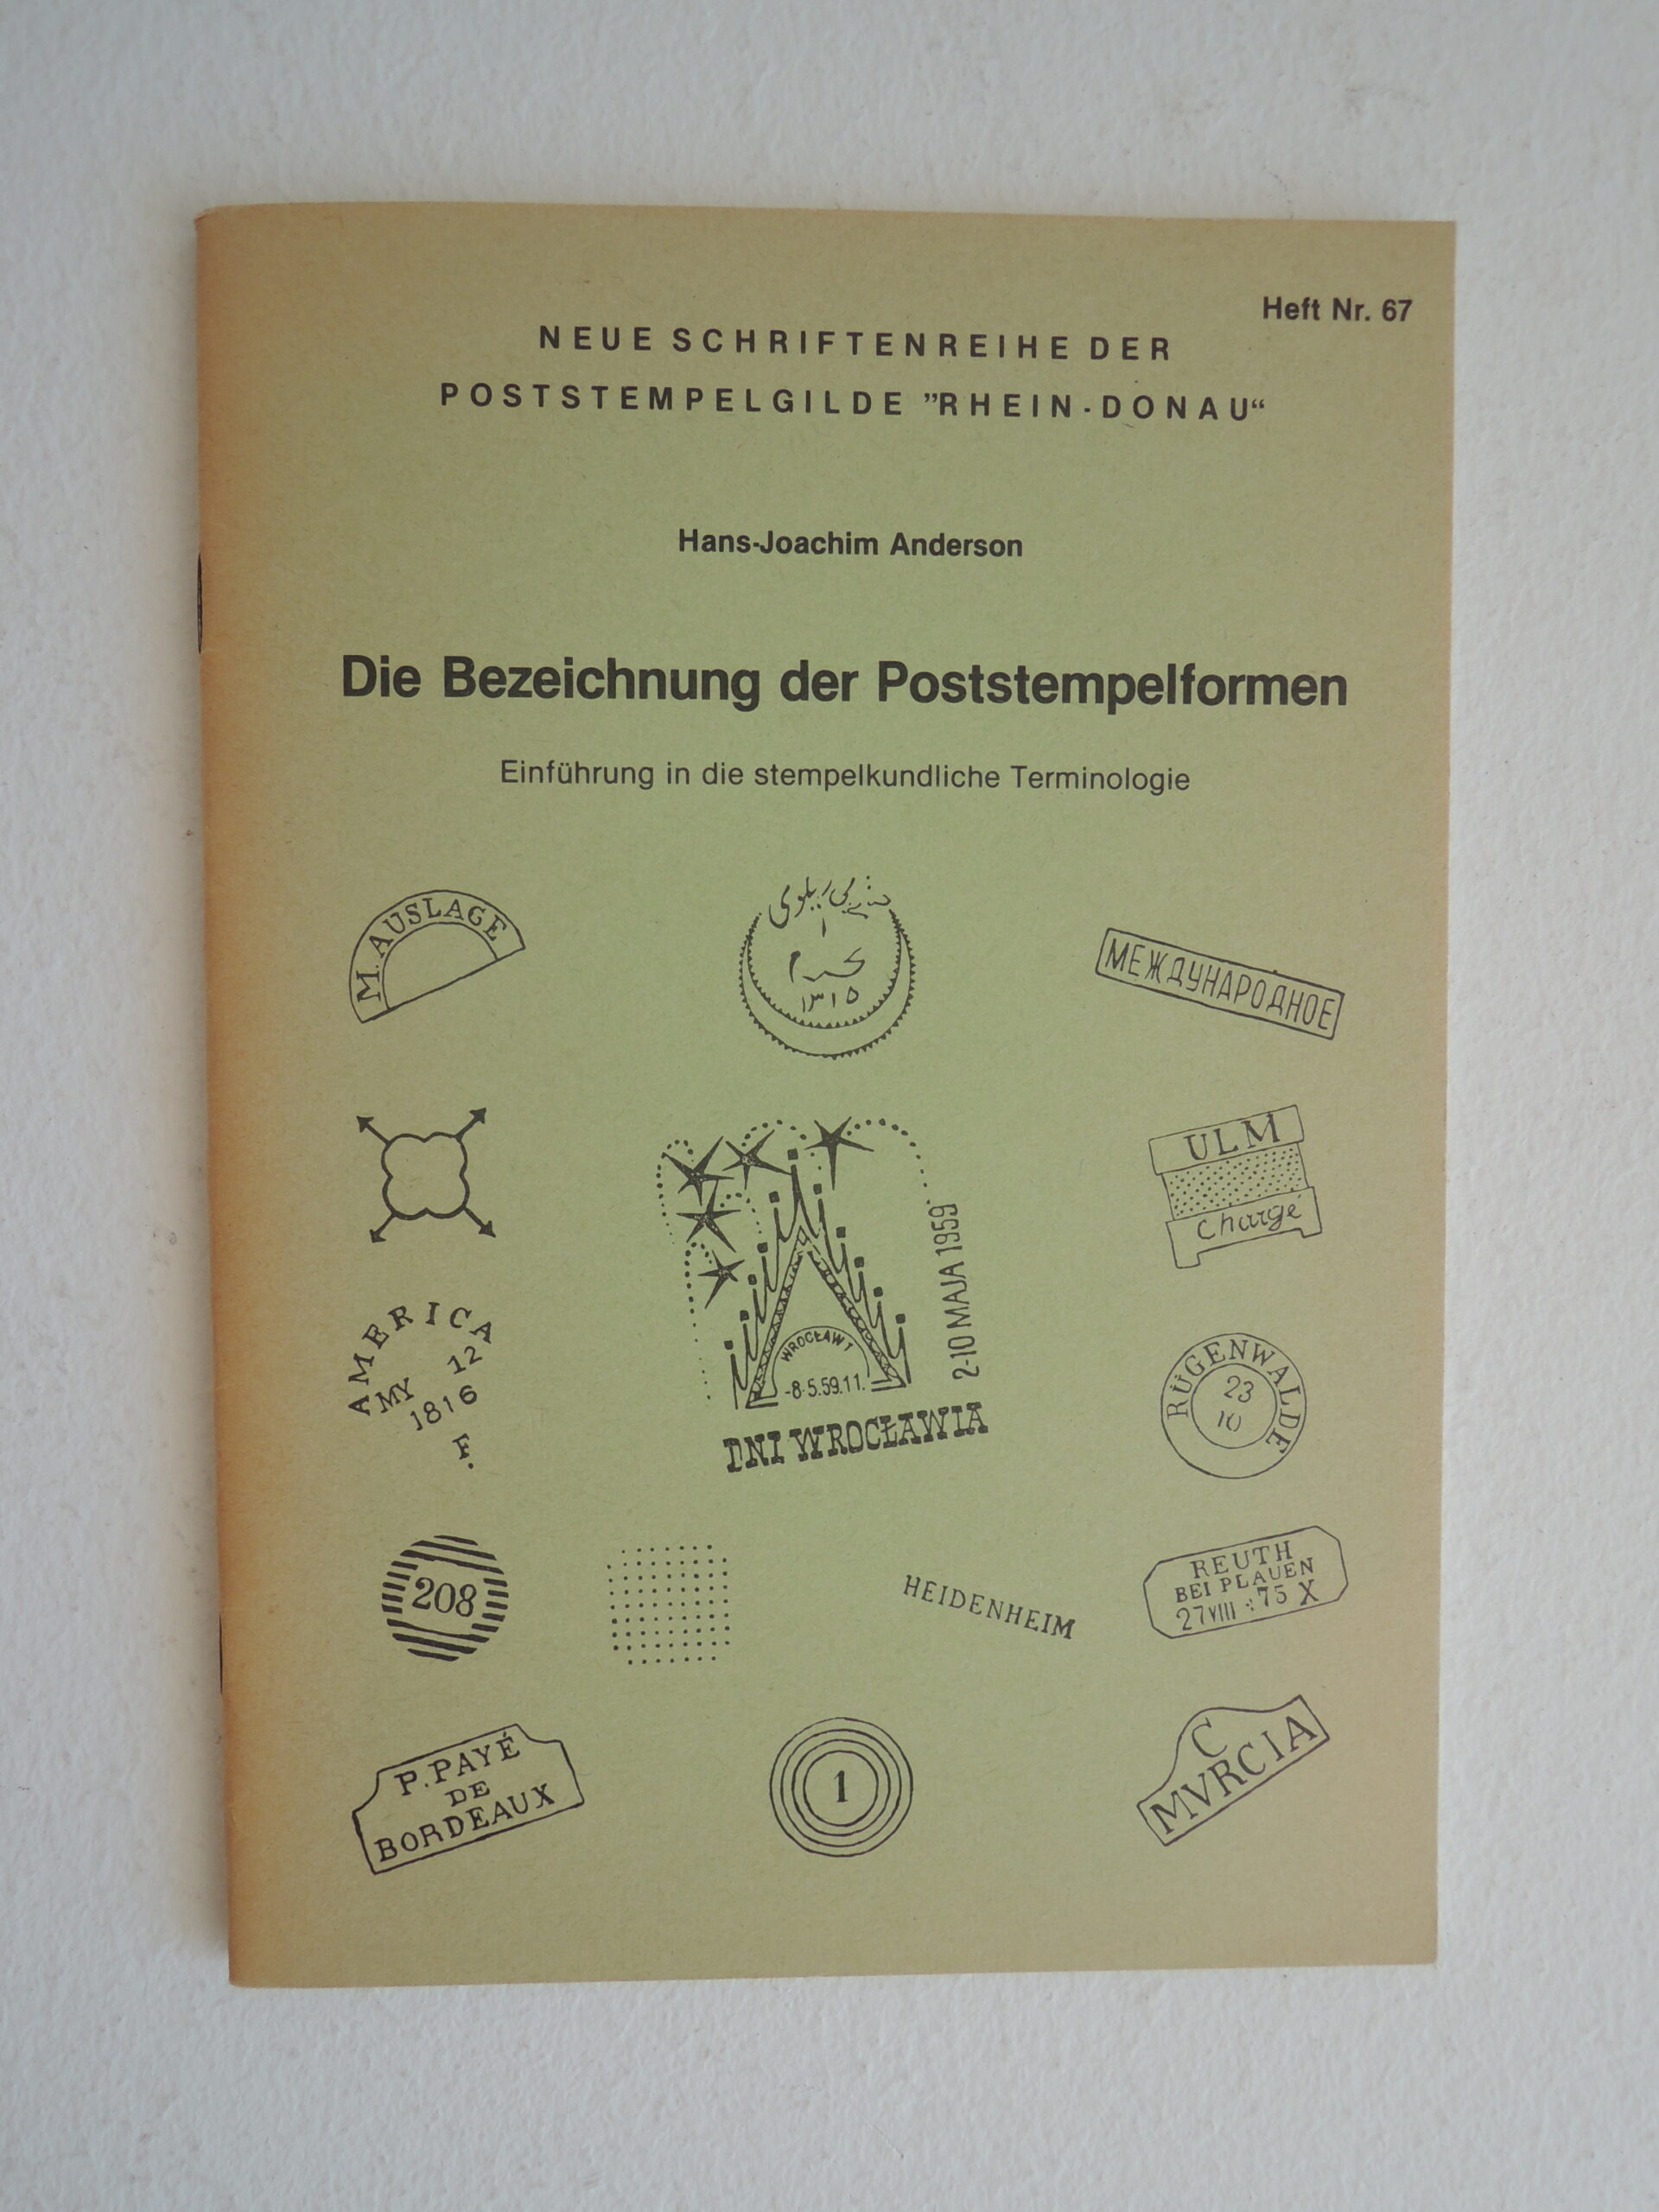 Heft Nr. 67
NEUE SCHRIFTENREIHE DER
POSTSTEMPELGILDE "RHEIN-DONAU“
Hans-Joachim Anderson
Die Bezeichnung der Poststempelformen
Einführung in die stempelkundliche Terminologie
M. AUSLAGE
١
محرم
١٣١٥
МЕЖДУНАРОДНОЕ
ULM
Chargé
2-10 MAJA 1959
WROCŁAW 1
-8·5.59.11.
DNI WROCŁAWIA
AMERICA
MY 12
1816
F.
RÜGENWALDE
23
10
208
HEIDENHEIM
REUTH
BEI PLAUEN
27 VIII 75 X
P. PAYÉ
DE
BORDEAUX
1
C
MVRCIA